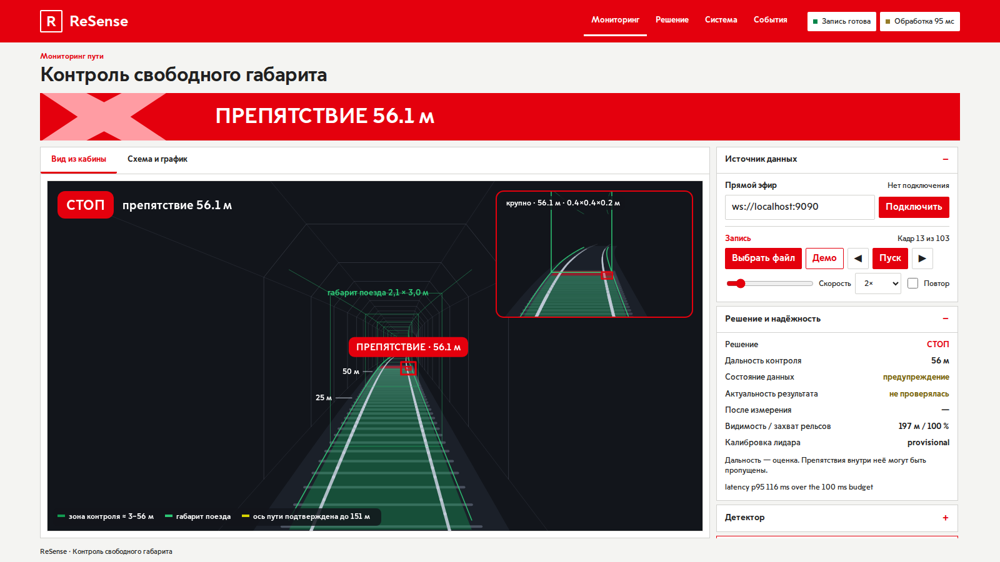 R ReSense
Мониторинг Решение Система События
Запись готова
Обработка 95 мс
Мониторинг пути
Контроль свободного габарита
ПРЕПЯТСТВИЕ 56.1 м
Вид из кабины Схема и график
СТОП препятствие 56.1 м
крупно · 56.1 м · 0.4×0.4×0.2 м
габарит поезда 2,1 × 3,0 м
ПРЕПЯТСТВИЕ · 56.1 м
50 м
25 м
зона контроля ≈ 3–56 м габарит поезда ось пути подтверждена до 151 м
Источник данных −
Прямой эфир Нет подключения
ws://localhost:9090 Подключить
Запись Кадр 13 из 103
Выбрать файл Демо ◀ Пуск ▶
Скорость 2× Повтор
Решение и надёжность −
Решение СТОП
Дальность контроля 56 м
Состояние данных предупреждение
Актуальность результата не проверялась
После измерения —
Видимость / захват рельсов 197 м / 100 %
Калибровка лидара provisional
Дальность — оценка. Препятствия внутри неё могут быть
пропущены.
latency p95 116 ms over the 100 ms budget
Детектор +
ReSense · Контроль свободного габарита